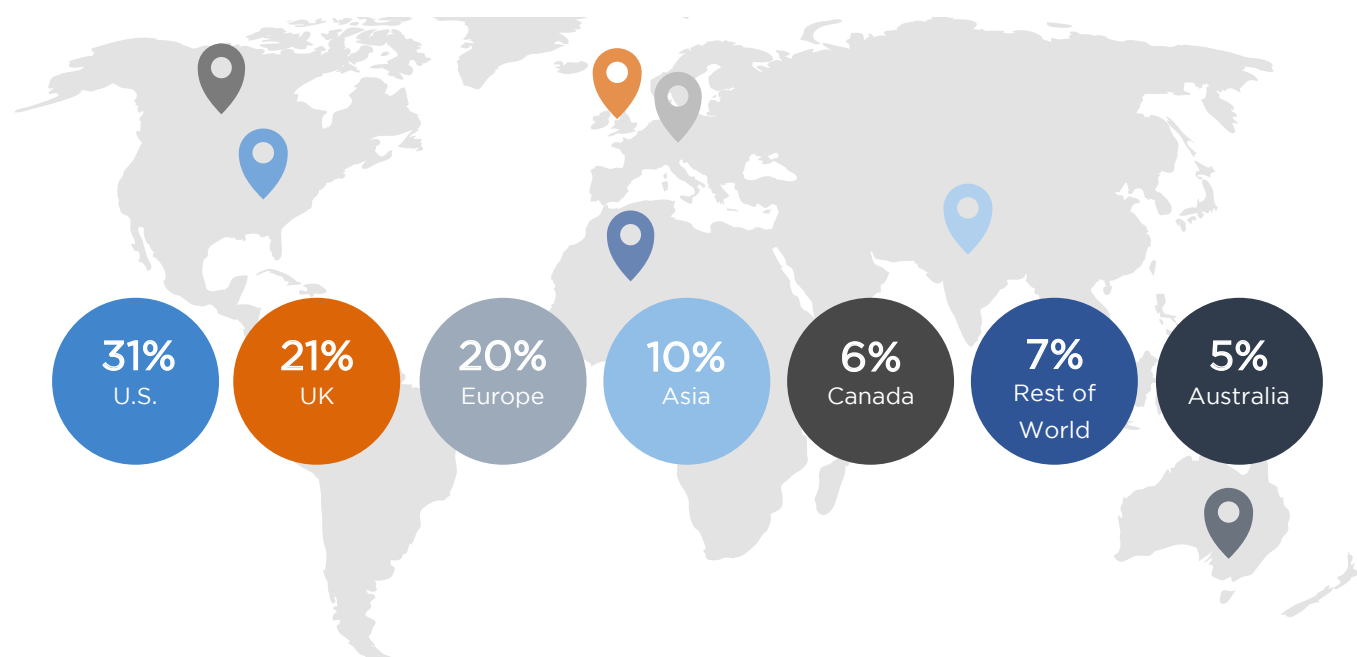 31%
U.S.
21%
UK
20%
Europe
10%
Asia
6%
Canada
7%
Rest of
World
5%
Australia